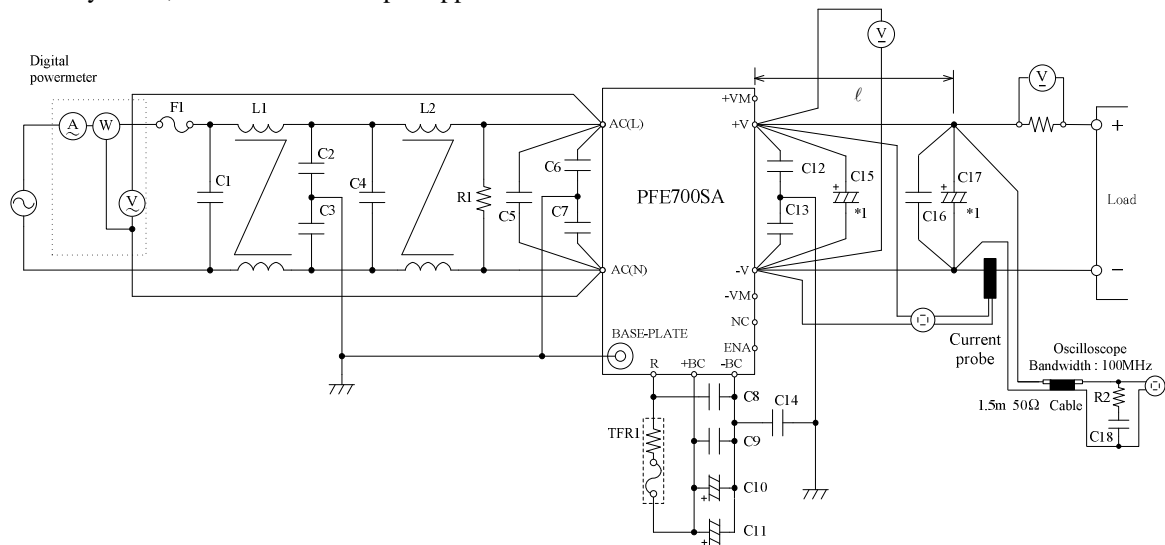 Digital
powermeter
A
W
V
F1
L1
L2
C1
C2
C3
C4
R1
C5
C6
C7
AC(L)
AC(N)
BASE-PLATE
PFE700SA
+VM
+V
-V
-VM
NC
ENA
R
+BC
-BC
TFR1
C8
C9
C10
C11
C14
C12
C13
C15
+
*1
C16
C17
+
*1
ℓ
V
V
+
Load
−
Current
probe
Oscilloscope
Bandwidth : 100MHz
1.5m 50Ω Cable
R2
C18
+
+